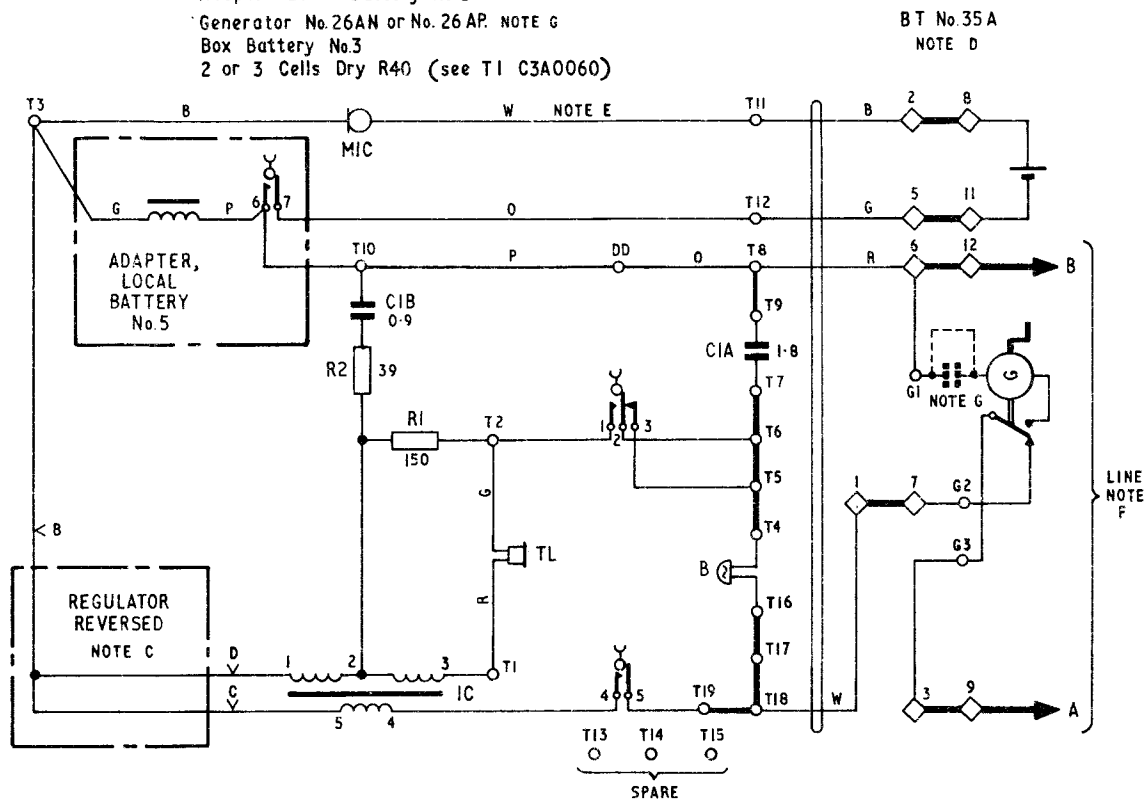 Generator No.26AN or No.26AP. NOTE G
Box Battery No.3
2 or 3 Cells Dry R40 (see TI C3A0060)
BT No.35A
NOTE D
T3
B
MIC
W
NOTE E
T11
B
2
8
G
P
6
7
O
T12
G
5
11
ADAPTER,
LOCAL
BATTERY
No.5
T10
P
DD
O
T8
R
6
12
B
C1B
0·9
T9
C1A
1·8
R2
39
T7
G1
NOTE G
G
R1
150
T2
1
2
3
T6
T5
G
1
7
G2
LINE
NOTE
F
T4
B
TL
B
G3
R
T16
REGULATOR
REVERSED
NOTE C
D
C
1
2
3
T1
IC
5
4
4
5
T17
T19
T18
W
3
9
A
T13
T14
T15
SPARE